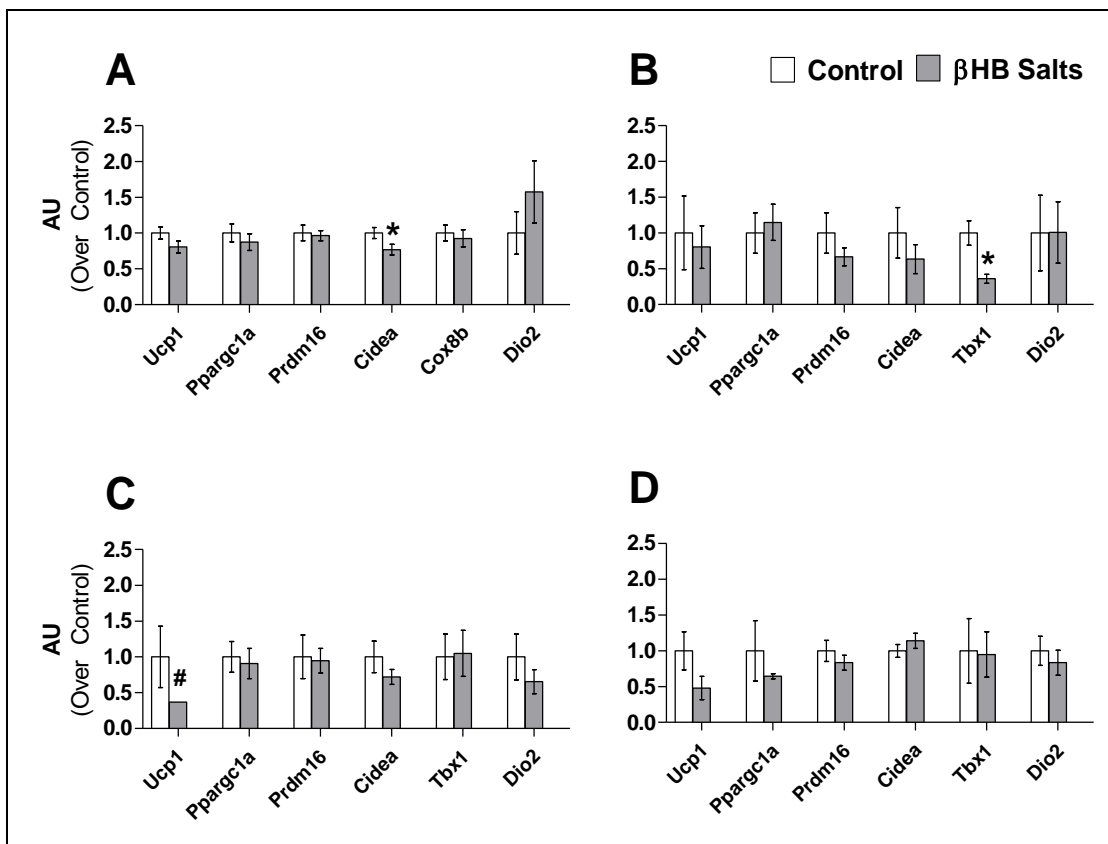 A
B
Control
βHB Salts
AU
(Over Control)
2.5
2.0
1.5
1.0
0.5
0.0
*
Ucp1
Ppargc1a
Prdm16
Cidea
Cox8b
Dio2
2.5
2.0
1.5
1.0
0.5
0.0
*
Ucp1
Ppargc1a
Prdm16
Cidea
Tbx1
Dio2
C
D
AU
(Over Control)
2.5
2.0
1.5
1.0
0.5
0.0
#
Ucp1
Ppargc1a
Prdm16
Cidea
Tbx1
Dio2
2.5
2.0
1.5
1.0
0.5
0.0
Ucp1
Ppargc1a
Prdm16
Cidea
Tbx1
Dio2